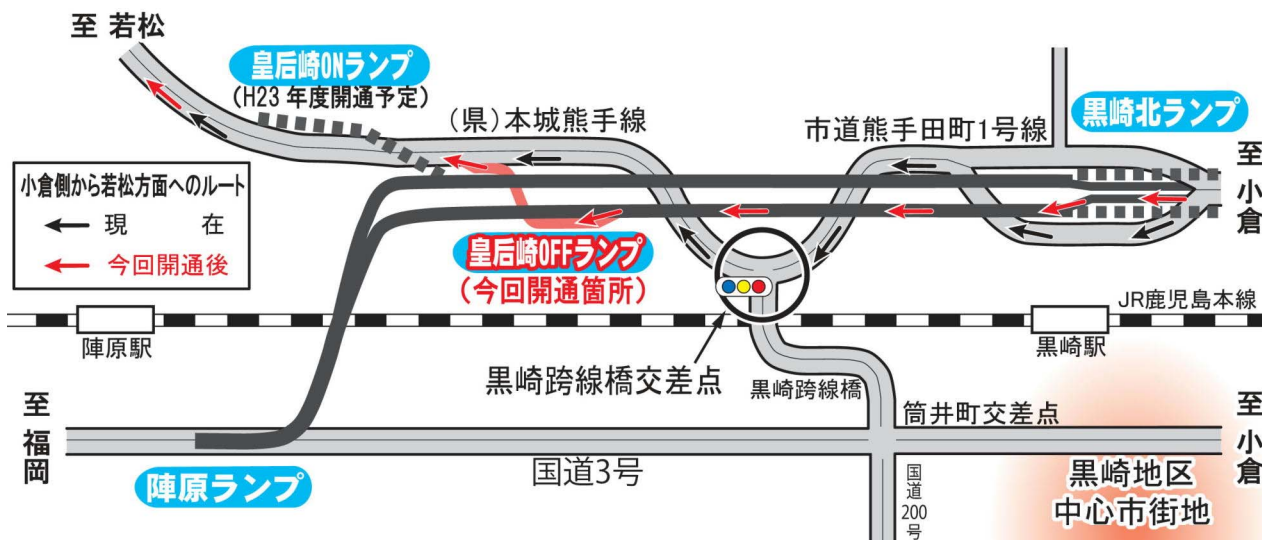 至 若松
皇后崎ONランプ
(H23年度開通予定)
(県)本城熊手線
市道熊手田町1号線
黒崎北ランプ
至
小倉
小倉側から若松方面へのルート
現 在
今回開通後
皇后崎OFFランプ
(今回開通箇所)
JR鹿児島本線
陣原駅
黒崎駅
黒崎跨線橋交差点
黒崎跨線橋
至
福岡
筒井町交差点
至
小倉
陣原ランプ
国道3号
国道200号
黒崎地区
中心市街地